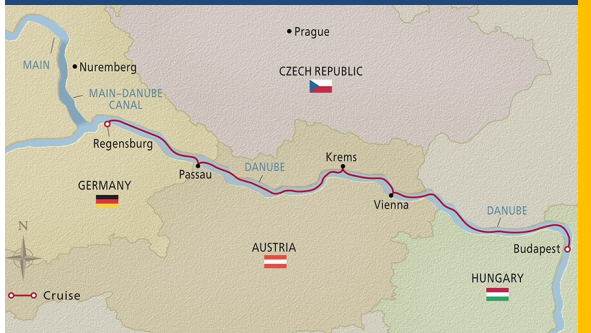 Prague
MAIN
Nuremberg
CZECH REPUBLIC
MAIN–DANUBE
CANAL
Regensburg
Krems
Passau
DANUBE
GERMANY
Vienna
DANUBE
N
AUSTRIA
Budapest
HUNGARY
Cruise